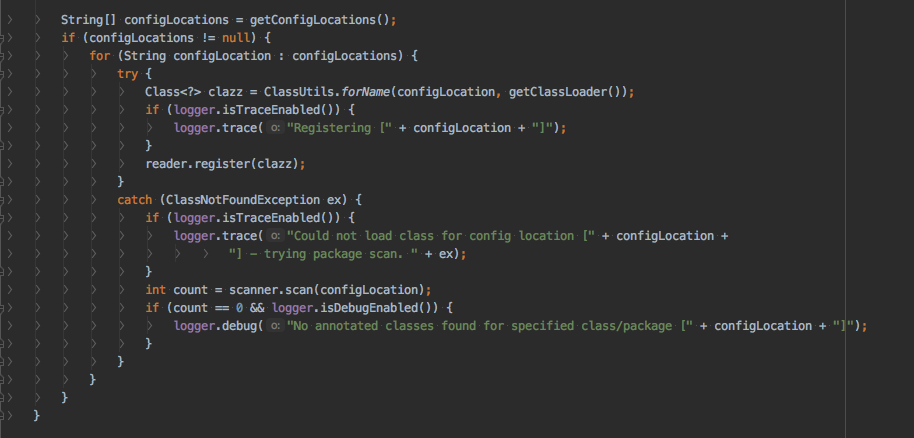 String[] configLocations = getConfigLocations();
if (configLocations != null) {
for (String configLocation : configLocations) {
try {
Class<?> clazz = ClassUtils.forName(configLocation, getClassLoader());
if (logger.isTraceEnabled()) {
logger.trace( o: "Registering [" + configLocation + "]");
}
reader.register(clazz);
}
catch (ClassNotFoundException ex) {
if (logger.isTraceEnabled()) {
logger.trace( o: "Could not load class for config location [" + configLocation +
"] - trying package scan. " + ex);
}
int count = scanner.scan(configLocation);
if (count == 0 && logger.isDebugEnabled()) {
logger.debug( o: "No annotated classes found for specified class/package [" + configLocation + "]");
}
}
}
}
}